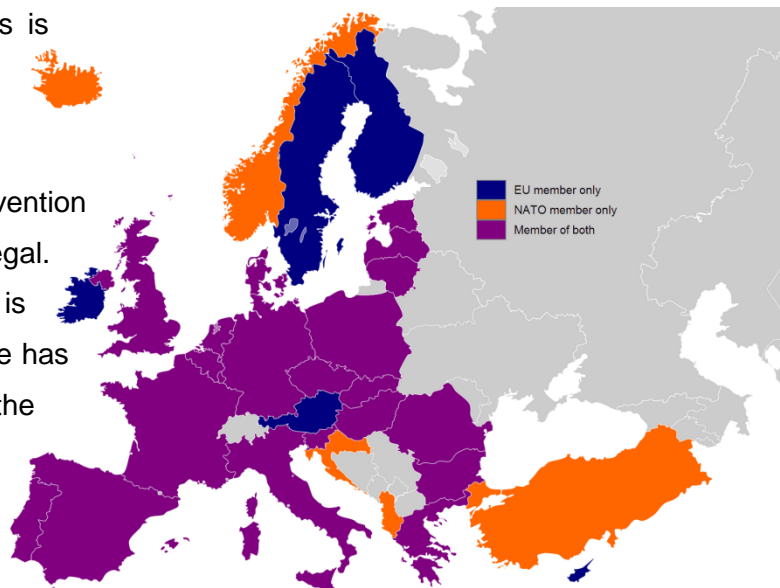 s is
vention
egal.
is
e has
the
EU member only
NATO member only
Member of both